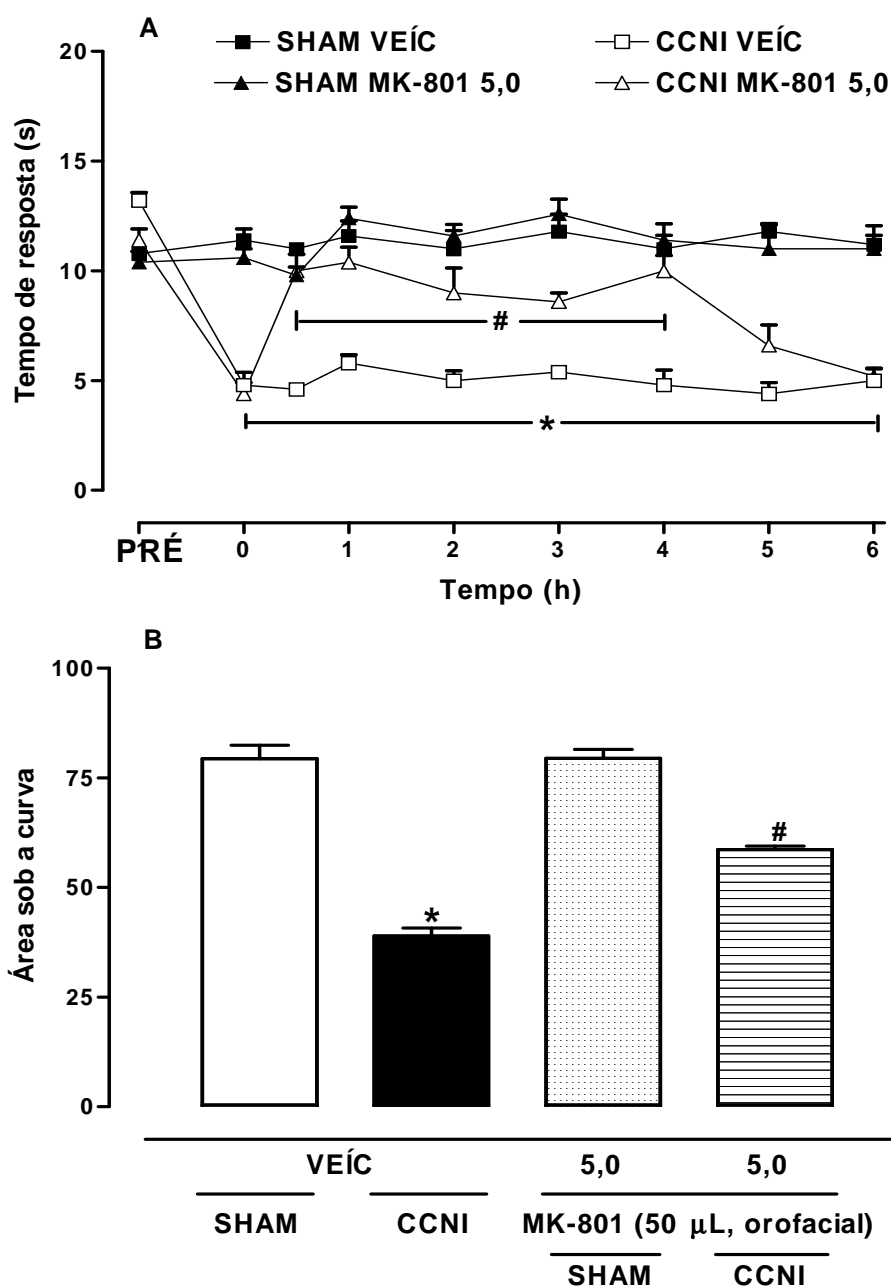 A
SHAM VEÍC CCNI VEÍC
SHAM MK-801 5,0 CCNI MK-801 5,0
20
15
10
5
0
Tempo de resposta (s)
#
*
PRÉ 0 1 2 3 4 5 6
Tempo (h)
B
100
75
50
25
0
Área sob a curva
*
#
VEÍC 5,0 5,0
SHAM CCNI MK-801 (50 μL, orofacial)
SHAM CCNI